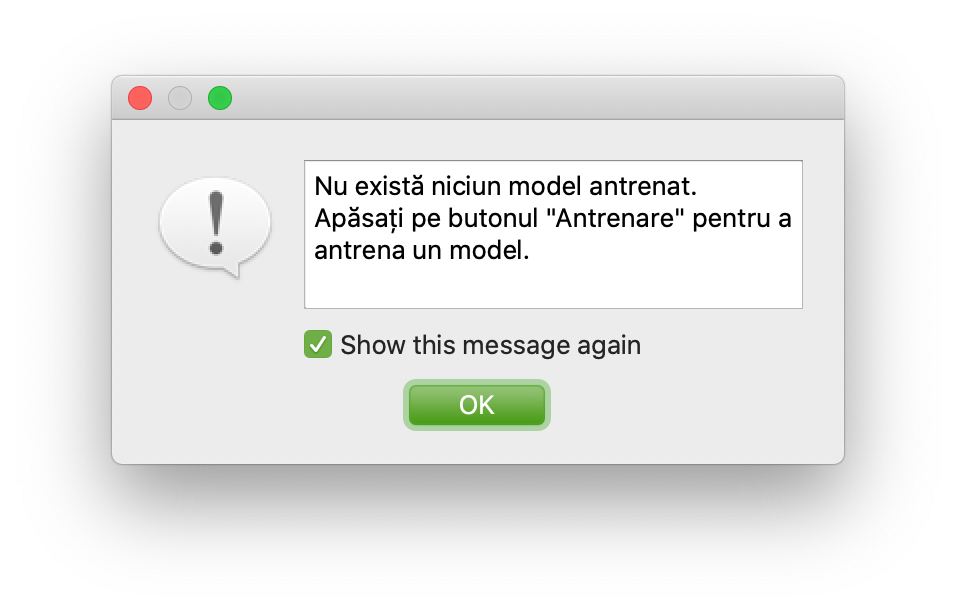 Nu există niciun model antrenat.
Apăsați pe butonul "Antrenare" pentru a
antrena un model.
Show this message again
OK